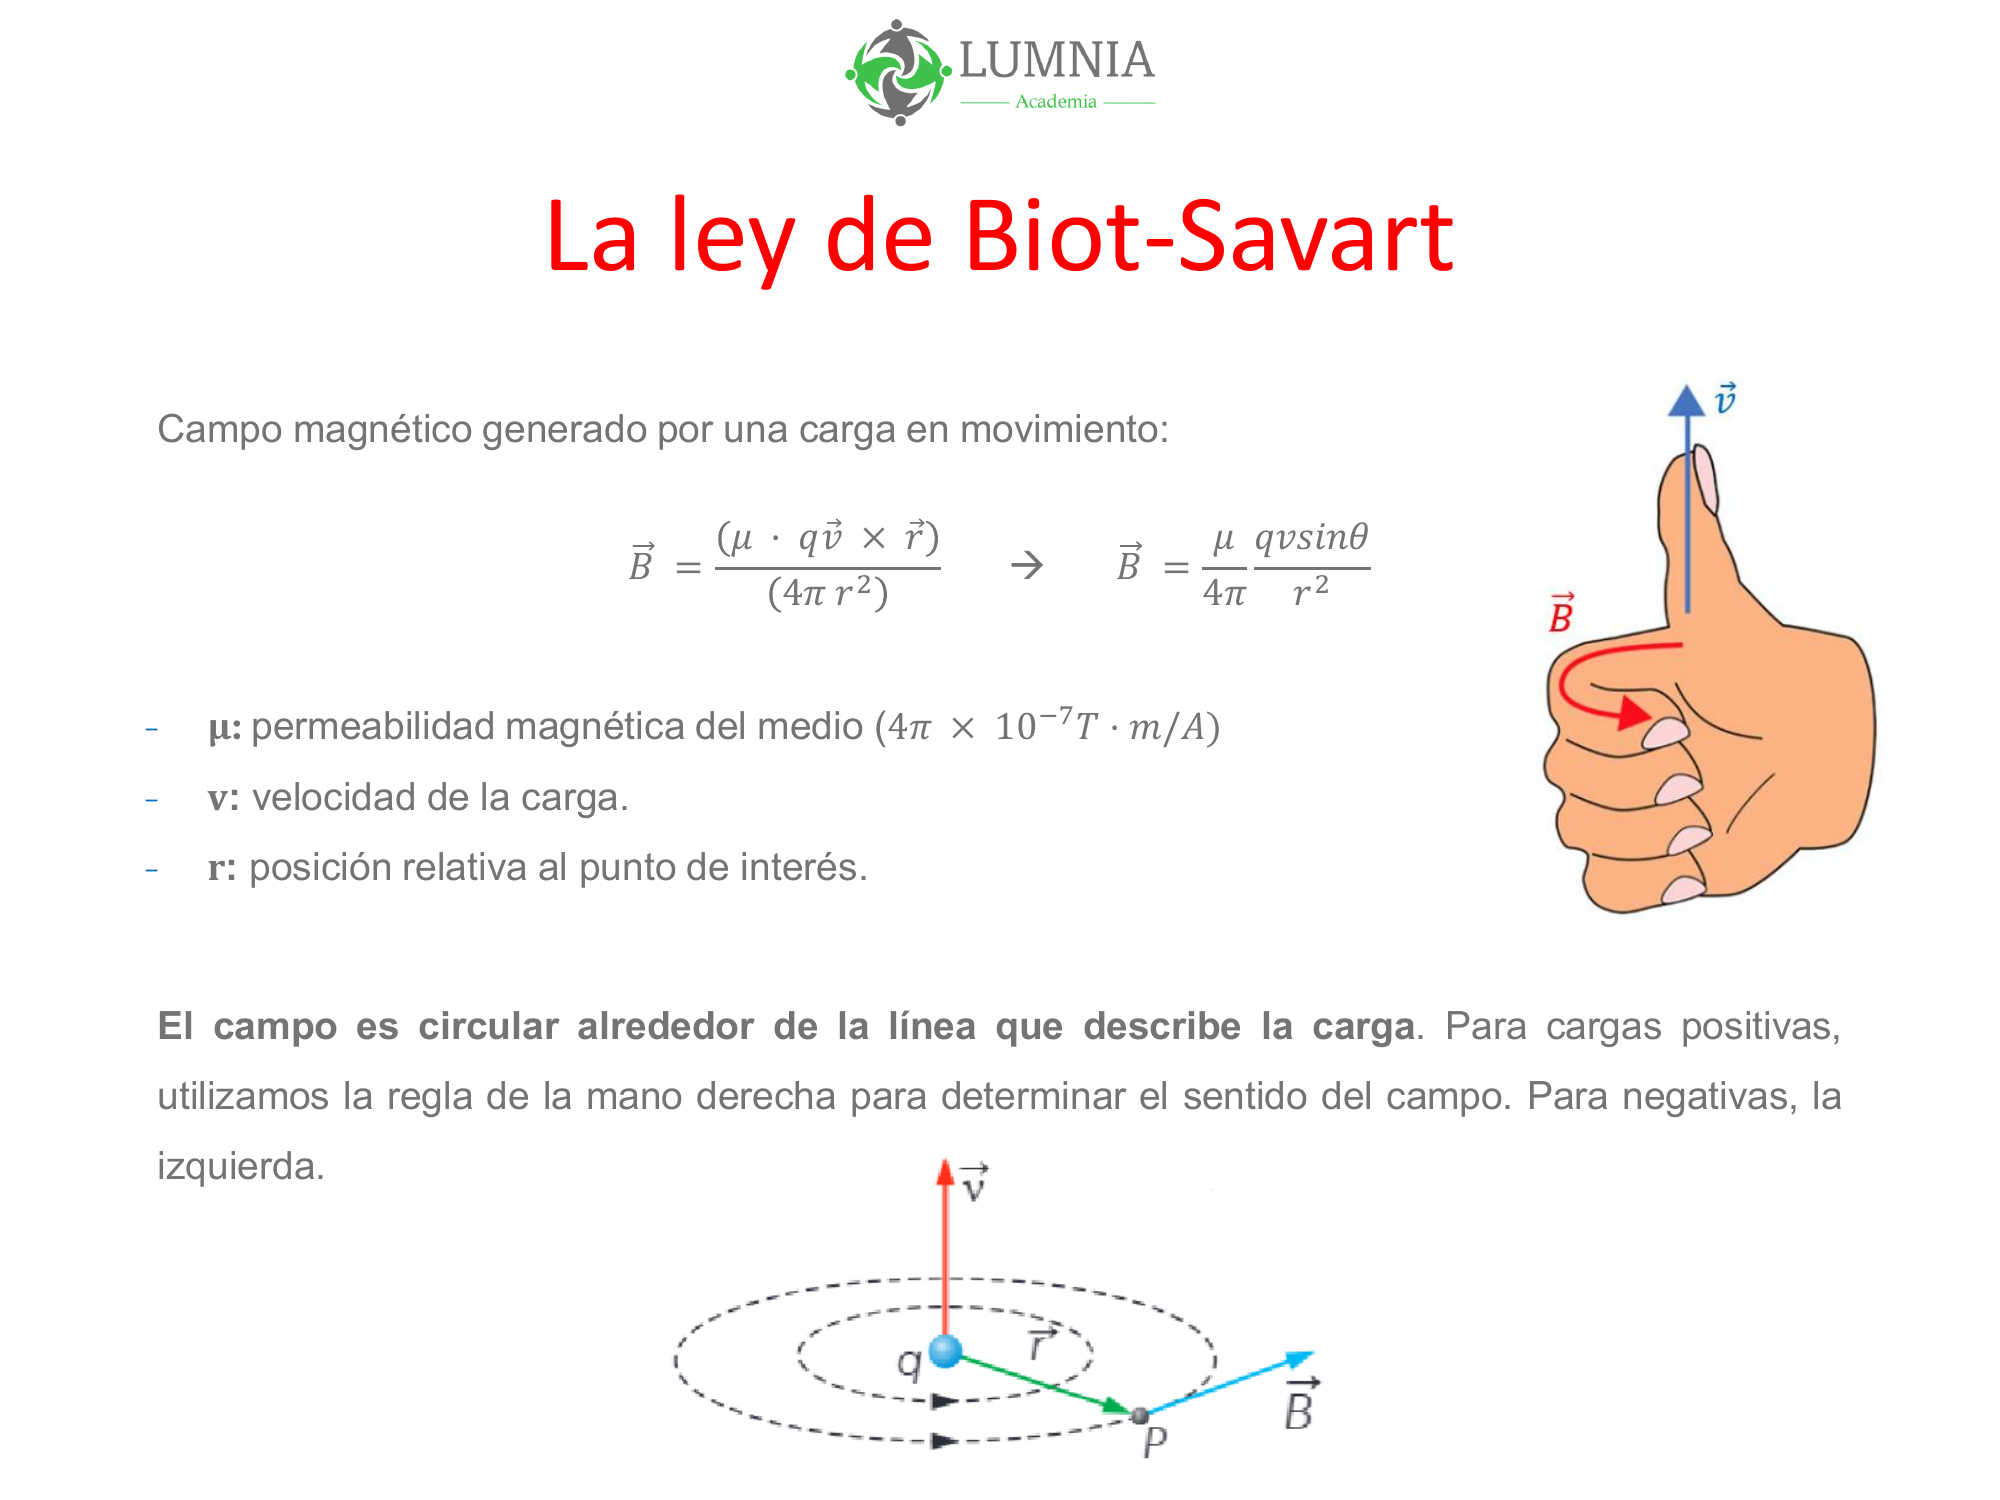 LUMNIA
Academia
La ley de Biot-Savart
Campo magnético generado por una carga en movimiento:
$\vec{B} = \frac{(\mu \cdot q\vec{v} \times \vec{r})}{(4\pi r^2)}$ → $\vec{B} = \frac{\mu}{4\pi} \frac{qvsin\theta}{r^2}$
- μ: permeabilidad magnética del medio ($4\pi \times 10^{-7} T \cdot m/A$)
- v: velocidad de la carga.
- r: posición relativa al punto de interés.
$\vec{v}$
$\vec{B}$
El campo es circular alrededor de la línea que describe la carga. Para cargas positivas,
utilizamos la regla de la mano derecha para determinar el sentido del campo. Para negativas, la
izquierda.
$\vec{v}$
$\vec{r}$
q
$\vec{B}$
P